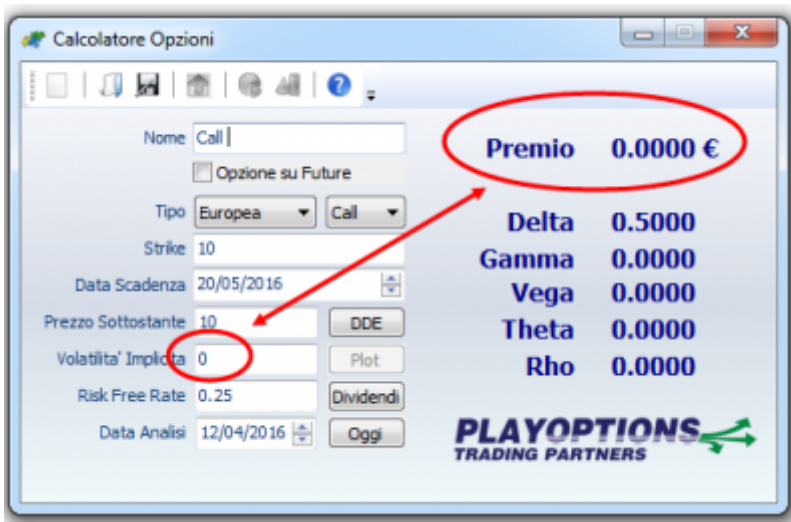 Calcolatore Opzioni
Nome Call
Opzione su Future
Tipo Europea Call
Strike 10
Data Scadenza 20/05/2016
Prezzo Sottostante 10 DDE
Volatilita' Implicita 0 Plot
Risk Free Rate 0.25 Dividendi
Data Analisi 12/04/2016 Oggi
Premio 0.0000 €
Delta 0.5000
Gamma 0.0000
Vega 0.0000
Theta 0.0000
Rho 0.0000
PLAYOPTIONS
TRADING PARTNERS